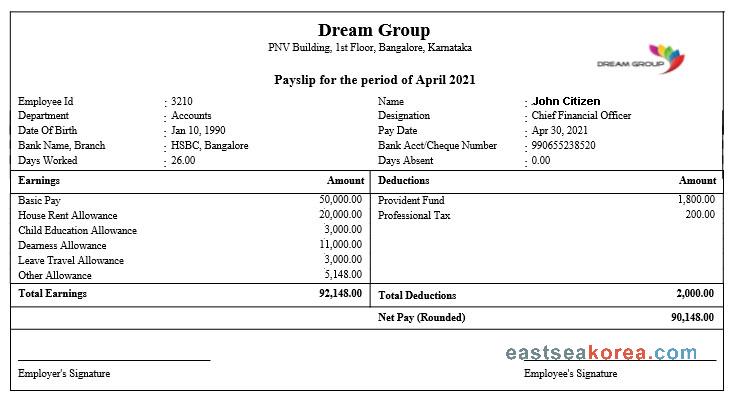 Dream Group
PNV Building, 1st Floor, Bangalore, Karnataka
DREAM GROUP
Payslip for the period of April 2021
Employee Id : 3210 Name : John Citizen
Department : Accounts Designation : Chief Financial Officer
Date Of Birth : Jan 10, 1990 Pay Date : Apr 30, 2021
Bank Name, Branch : HSBC, Bangalore Bank Acct/Cheque Number : 990655238520
Days Worked : 26.00 Days Absent : 0.00
Earnings Amount Deductions Amount
Basic Pay 50,000.00 Provident Fund 1,800.00
House Rent Allowance 20,000.00 Professional Tax 200.00
Child Education Allowance 3,000.00
Dearness Allowance 11,000.00
Leave Travel Allowance 3,000.00
Other Allowance 5,148.00
Total Earnings 92,148.00 Total Deductions 2,000.00
Net Pay (Rounded) 90,148.00
eastseakorea.com
Employer's Signature Employee's Signature